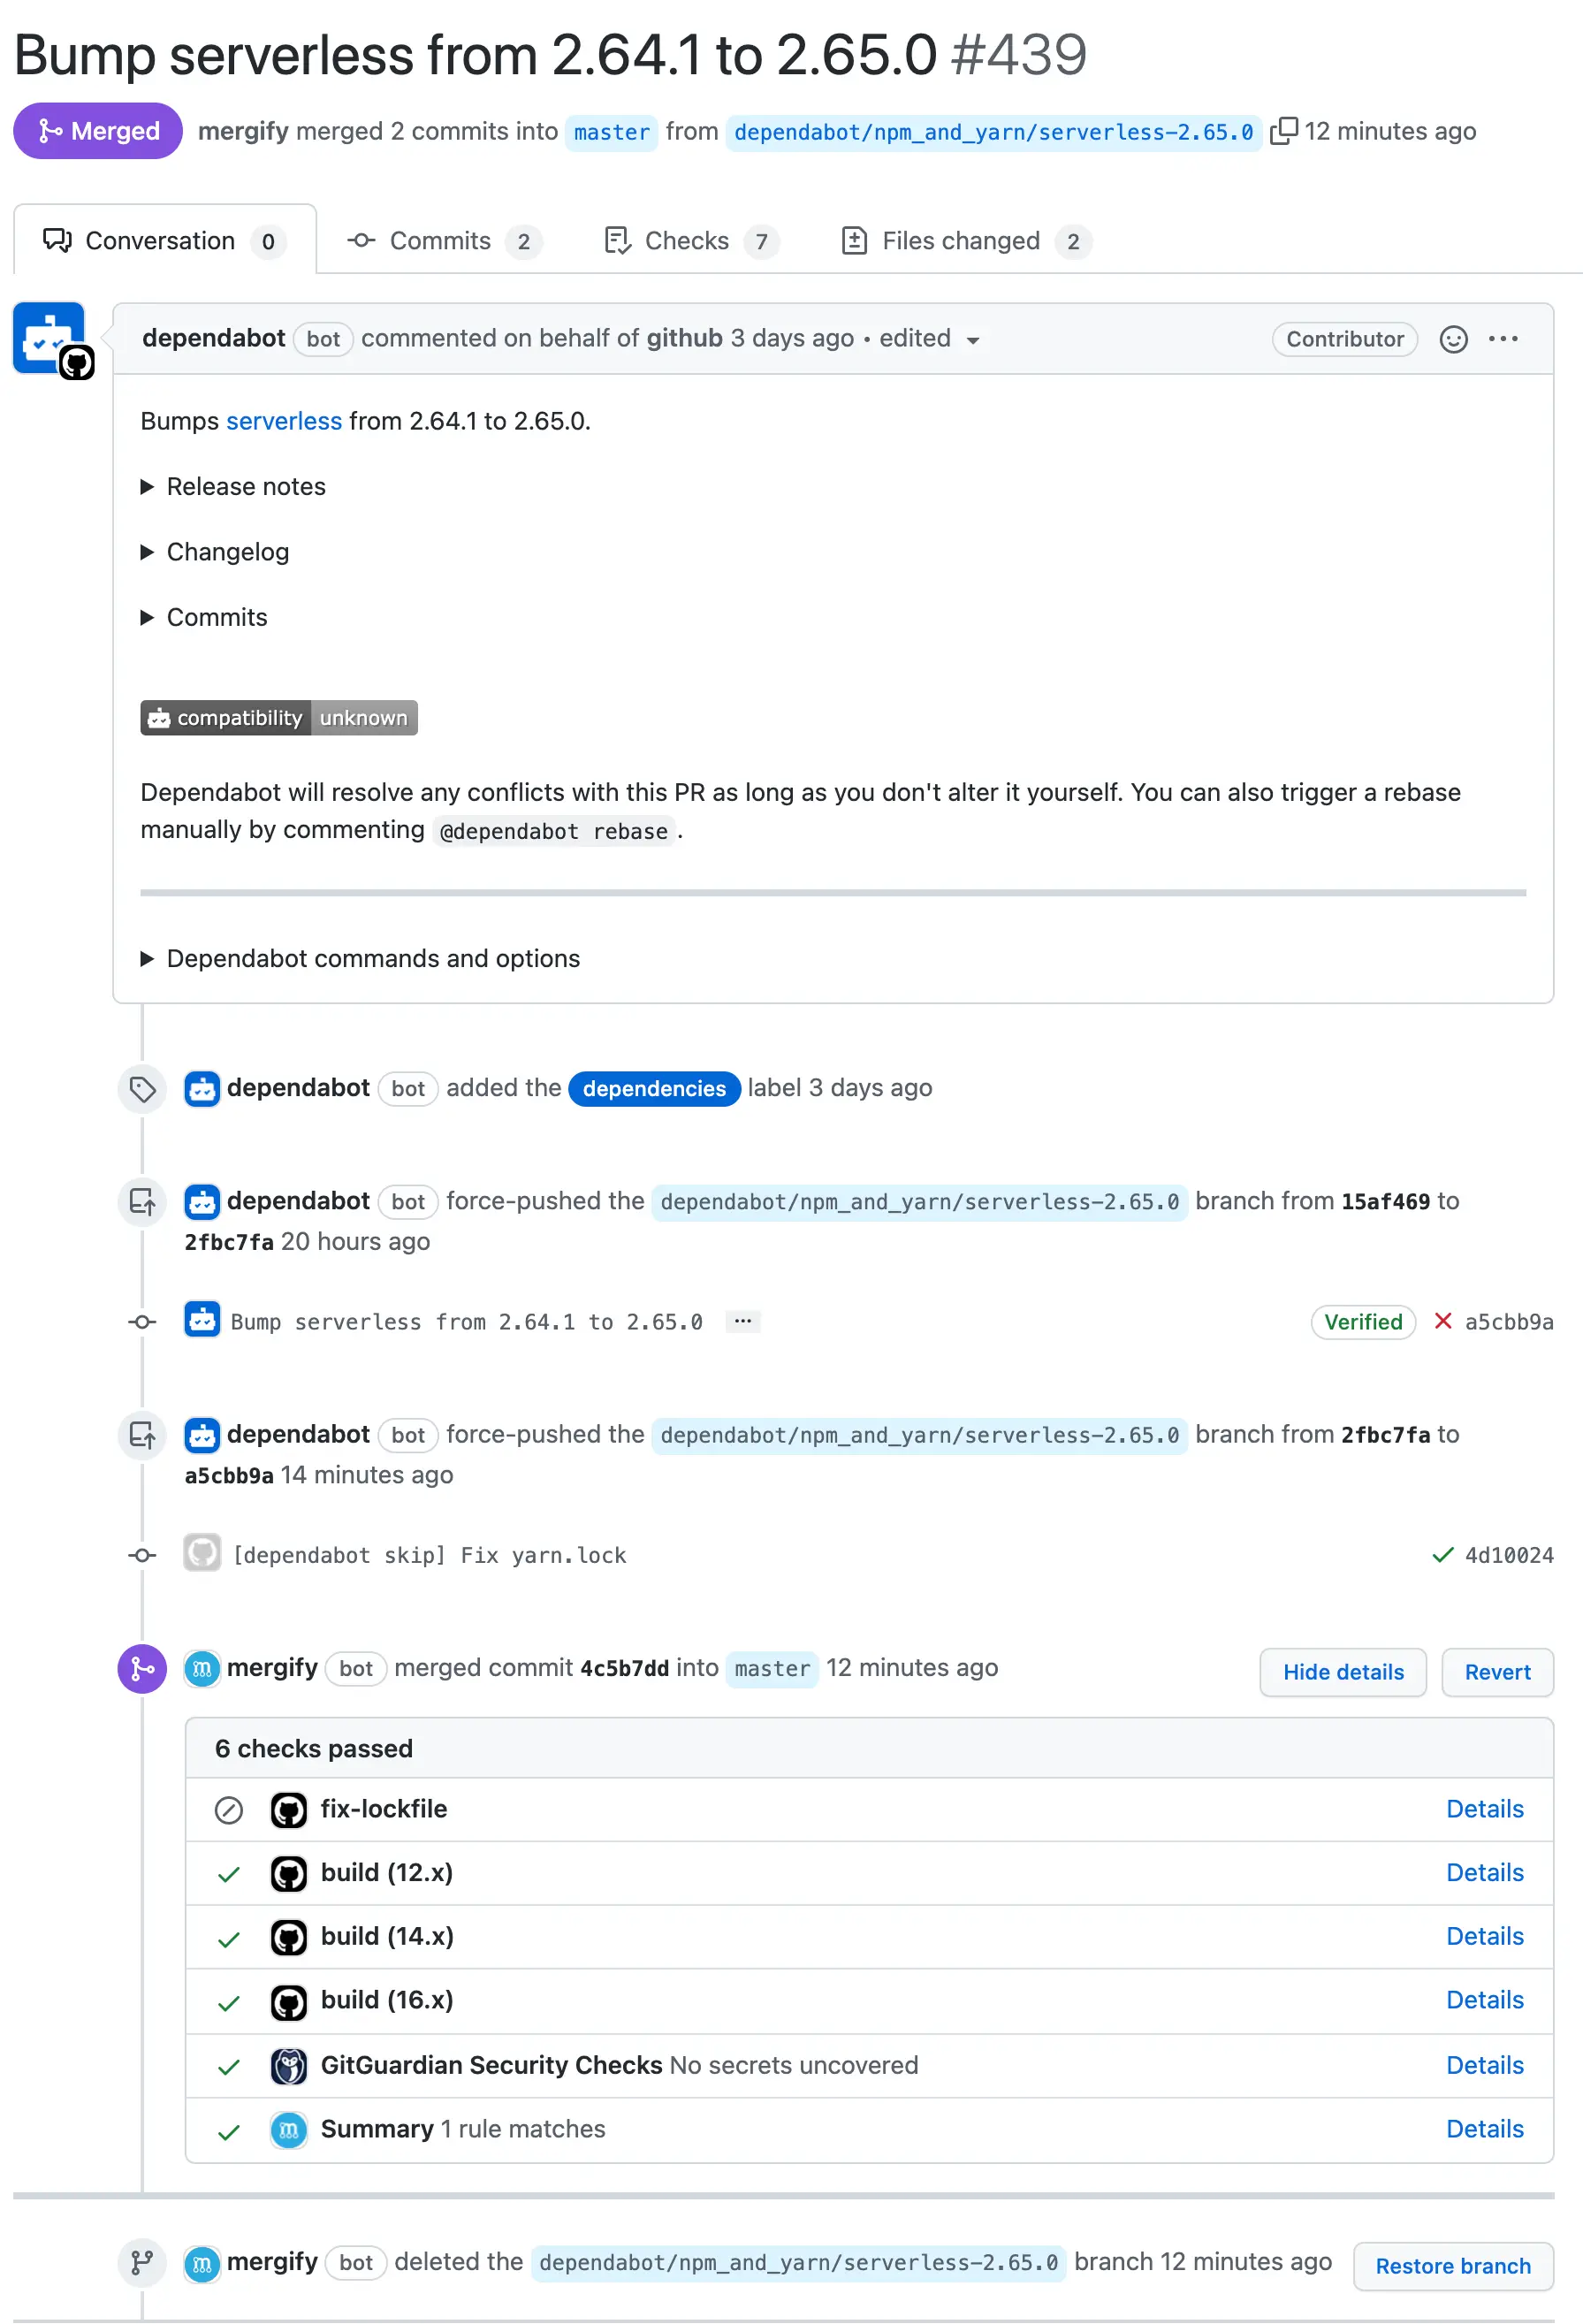 Bump serverless from 2.64.1 to 2.65.0 #439
Merged mergify merged 2 commits into master from dependabot/npm_and_yarn/serverless-2.65.0 12 minutes ago
Conversation 0 Commits 2 Checks 7 Files changed 2
dependabot bot commented on behalf of github 3 days ago • edited Contributor
Bumps serverless from 2.64.1 to 2.65.0.
Release notes
Changelog
Commits
compatibility unknown
Dependabot will resolve any conflicts with this PR as long as you don't alter it yourself. You can also trigger a rebase
manually by commenting @dependabot rebase.
Dependabot commands and options
dependabot bot added the dependencies label 3 days ago
dependabot bot force-pushed the dependabot/npm_and_yarn/serverless-2.65.0 branch from 15af469 to
2fbc7fa 20 hours ago
Bump serverless from 2.64.1 to 2.65.0 ... Verified a5cbb9a
dependabot bot force-pushed the dependabot/npm_and_yarn/serverless-2.65.0 branch from 2fbc7fa to
a5cbb9a 14 minutes ago
[dependabot skip] Fix yarn.lock 4d10024
mergify bot merged commit 4c5b7dd into master 12 minutes ago Hide details Revert
6 checks passed
fix-lockfile Details
build (12.x) Details
build (14.x) Details
build (16.x) Details
GitGuardian Security Checks No secrets uncovered Details
Summary 1 rule matches Details
mergify bot deleted the dependabot/npm_and_yarn/serverless-2.65.0 branch 12 minutes ago Restore branch